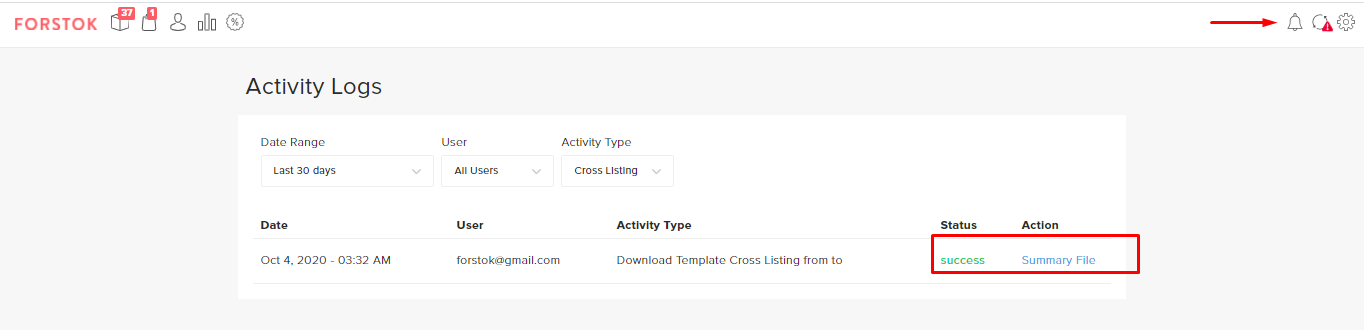 FORSTOK 37 1 %
Activity Logs
Date Range User Activity Type
Last 30 days All Users Cross Listing
Date User Activity Type Status Action
Oct 4, 2020 - 03:32 AM forstok@gmail.com Download Template Cross Listing from to success Summary File